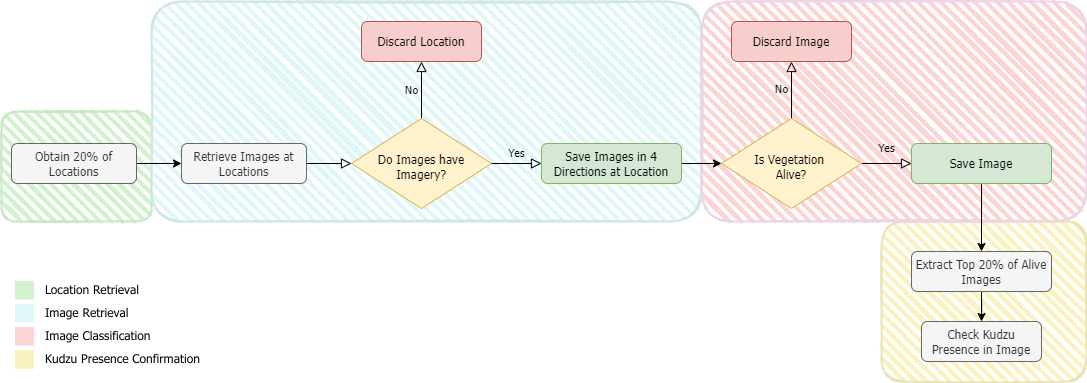 Discard Location
Discard Image
No
No
Obtain 20% of
Locations
Retrieve Images at
Locations
Do Images have
Imagery?
Yes
Save Images in 4
Directions at Location
Is Vegetation
Alive?
Yes
Save Image
Extract Top 20% of Alive
Images
Check Kudzu
Presence in Image
Location Retrieval
Image Retrieval
Image Classification
Kudzu Presence Confirmation